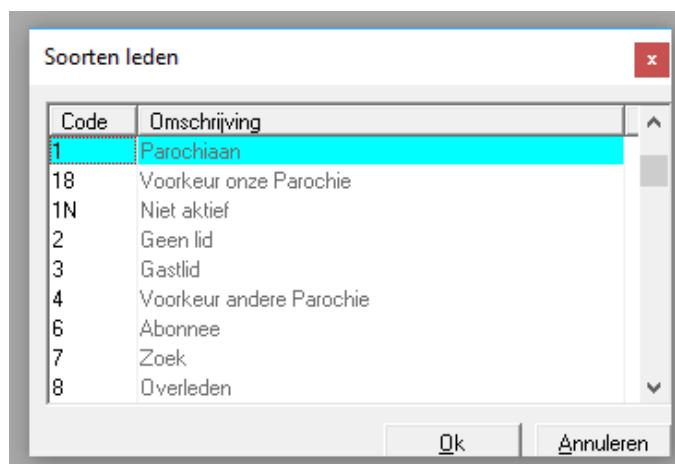 Soorten leden
x
Code Omschrijving
1 Parochiaan
18 Voorkeur onze Parochie
1N Niet aktief
2 Geen lid
3 Gastlid
4 Voorkeur andere Parochie
6 Abonnee
7 Zoek
8 Overleden
Ok Annuleren